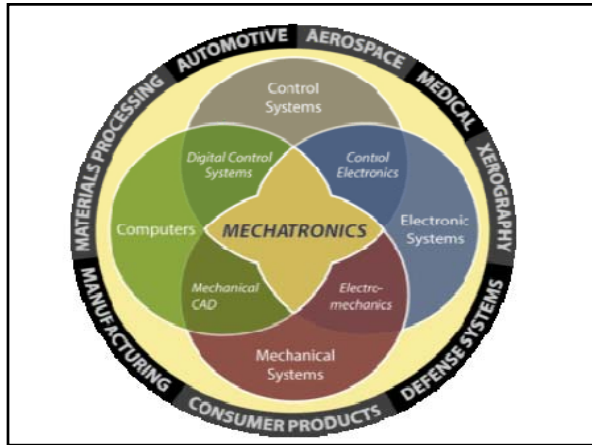 AUTOMOTIVE
AEROSPACE
MEDICAL
XEROGRAPHY
DEFENSE SYSTEMS
CONSUMER PRODUCTS
MANUFACTURING
MATERIALS PROCESSING
Control
Systems
Digital Control
Systems
Control
Electronics
Computers
MECHATRONICS
Electronic
Systems
Mechanical
CAD
Electro-
mechanics
Mechanical
Systems